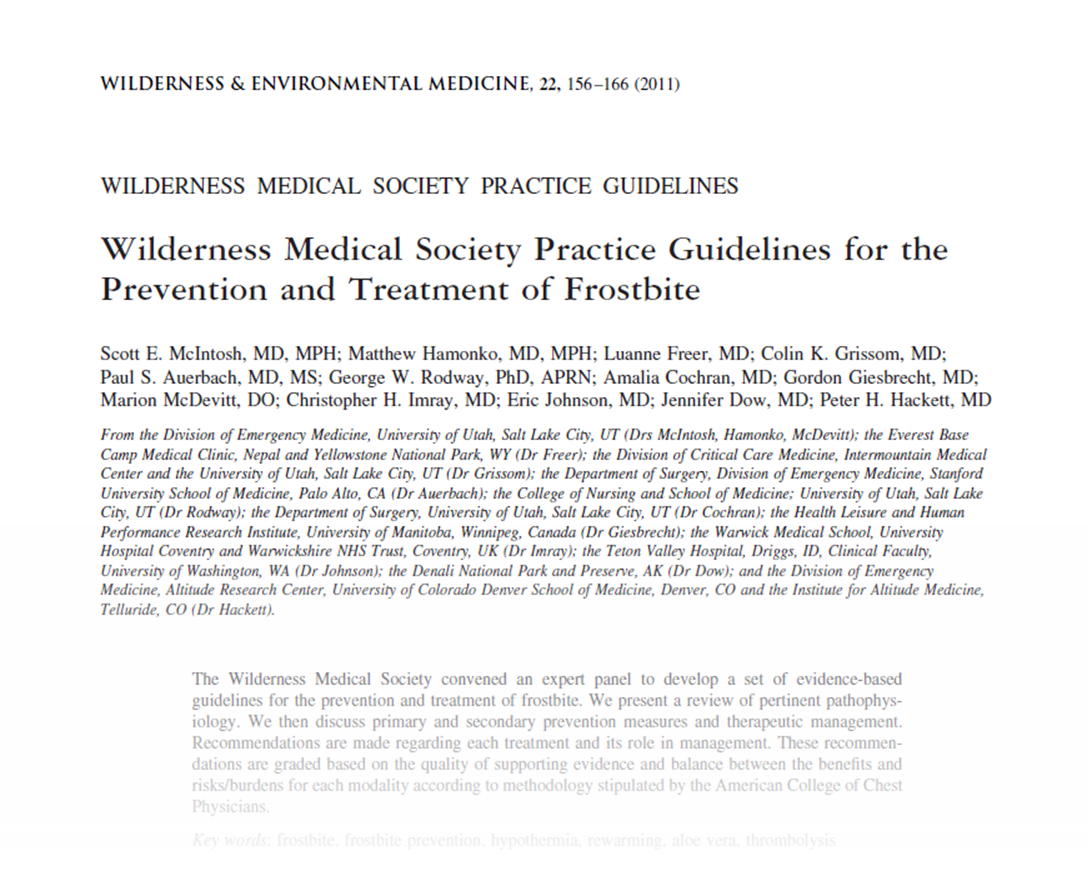 WILDERNESS & ENVIRONMENTAL MEDICINE, 22, 156–166 (2011)
WILDERNESS MEDICAL SOCIETY PRACTICE GUIDELINES
Wilderness Medical Society Practice Guidelines for the
Prevention and Treatment of Frostbite
Scott E. McIntosh, MD, MPH; Matthew Hamonko, MD, MPH; Luanne Freer, MD; Colin K. Grissom, MD;
Paul S. Auerbach, MD, MS; George W. Rodway, PhD, APRN; Amalia Cochran, MD; Gordon Giesbrecht, MD;
Marion McDevitt, DO; Christopher H. Imray, MD; Eric Johnson, MD; Jennifer Dow, MD; Peter H. Hackett, MD
From the Division of Emergency Medicine, University of Utah, Salt Lake City, UT (Drs McIntosh, Hamonko, McDevitt); the Everest Base
Camp Medical Clinic, Nepal and Yellowstone National Park, WY (Dr Freer); the Division of Critical Care Medicine, Intermountain Medical
Center and the University of Utah, Salt Lake City, UT (Dr Grissom); the Department of Surgery, Division of Emergency Medicine, Stanford
University School of Medicine, Palo Alto, CA (Dr Auerbach); the College of Nursing and School of Medicine; University of Utah, Salt Lake
City, UT (Dr Rodway); the Department of Surgery, University of Utah, Salt Lake City, UT (Dr Cochran); the Health Leisure and Human
Performance Research Institute, University of Manitoba, Winnipeg, Canada (Dr Giesbrecht); the Warwick Medical School, University
Hospital Coventry and Warwickshire NHS Trust, Coventry, UK (Dr Imray); the Teton Valley Hospital, Driggs, ID, Clinical Faculty,
University of Washington, WA (Dr Johnson); the Denali National Park and Preserve, AK (Dr Dow); and the Division of Emergency
Medicine, Altitude Research Center, University of Colorado Denver School of Medicine, Denver, CO and the Institute for Altitude Medicine,
Telluride, CO (Dr Hackett).
The Wilderness Medical Society convened an expert panel to develop a set of evidence-based
guidelines for the prevention and treatment of frostbite. We present a review of pertinent pathophys-
iology. We then discuss primary and secondary prevention measures and therapeutic management.
Recommendations are made regarding each treatment and its role in management. These recommen-
dations are graded based on the quality of supporting evidence and balance between the benefits and
risks/burdens for each modality according to methodology stipulated by the American College of Chest
Physicians.
Key words: frostbite, frostbite prevention, hypothermia, rewarming, aloe vera, thrombolysis